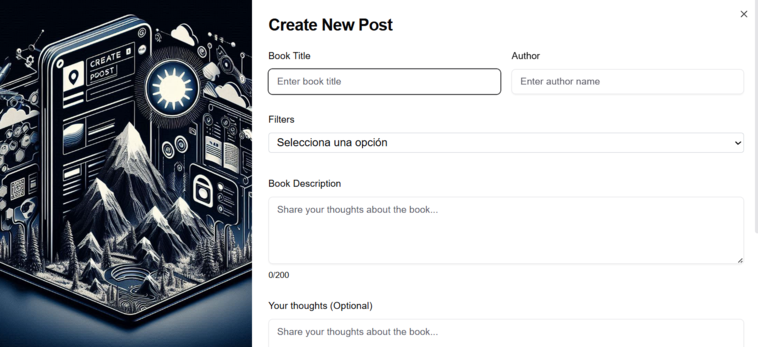 CREATE
PROOST
Create New Post
Book Title
Author
Enter book title
Enter author name
Filters
Selecciona una opción
Book Description
Share your thoughts about the book...
0/200
Your thoughts (Optional)
Share your thoughts about the book...